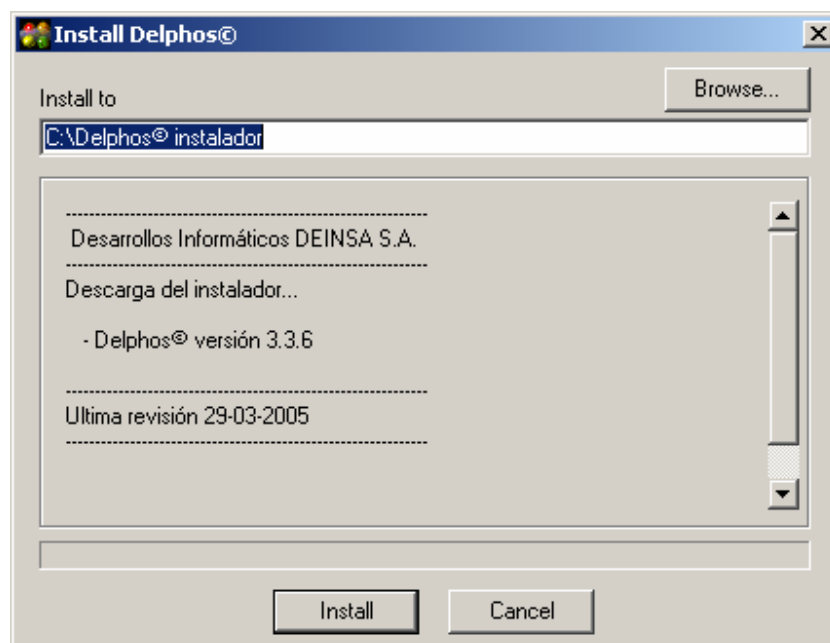 Install Delphos©
Browse...
Install to
C:\Delphos© instalador
------------------------------------------------------------
Desarrollos Informáticos DEINSA S.A.
------------------------------------------------------------
Descarga del instalador...
- Delphos© versión 3.3.6
------------------------------------------------------------
Ultima revisión 29-03-2005
------------------------------------------------------------
Install Cancel